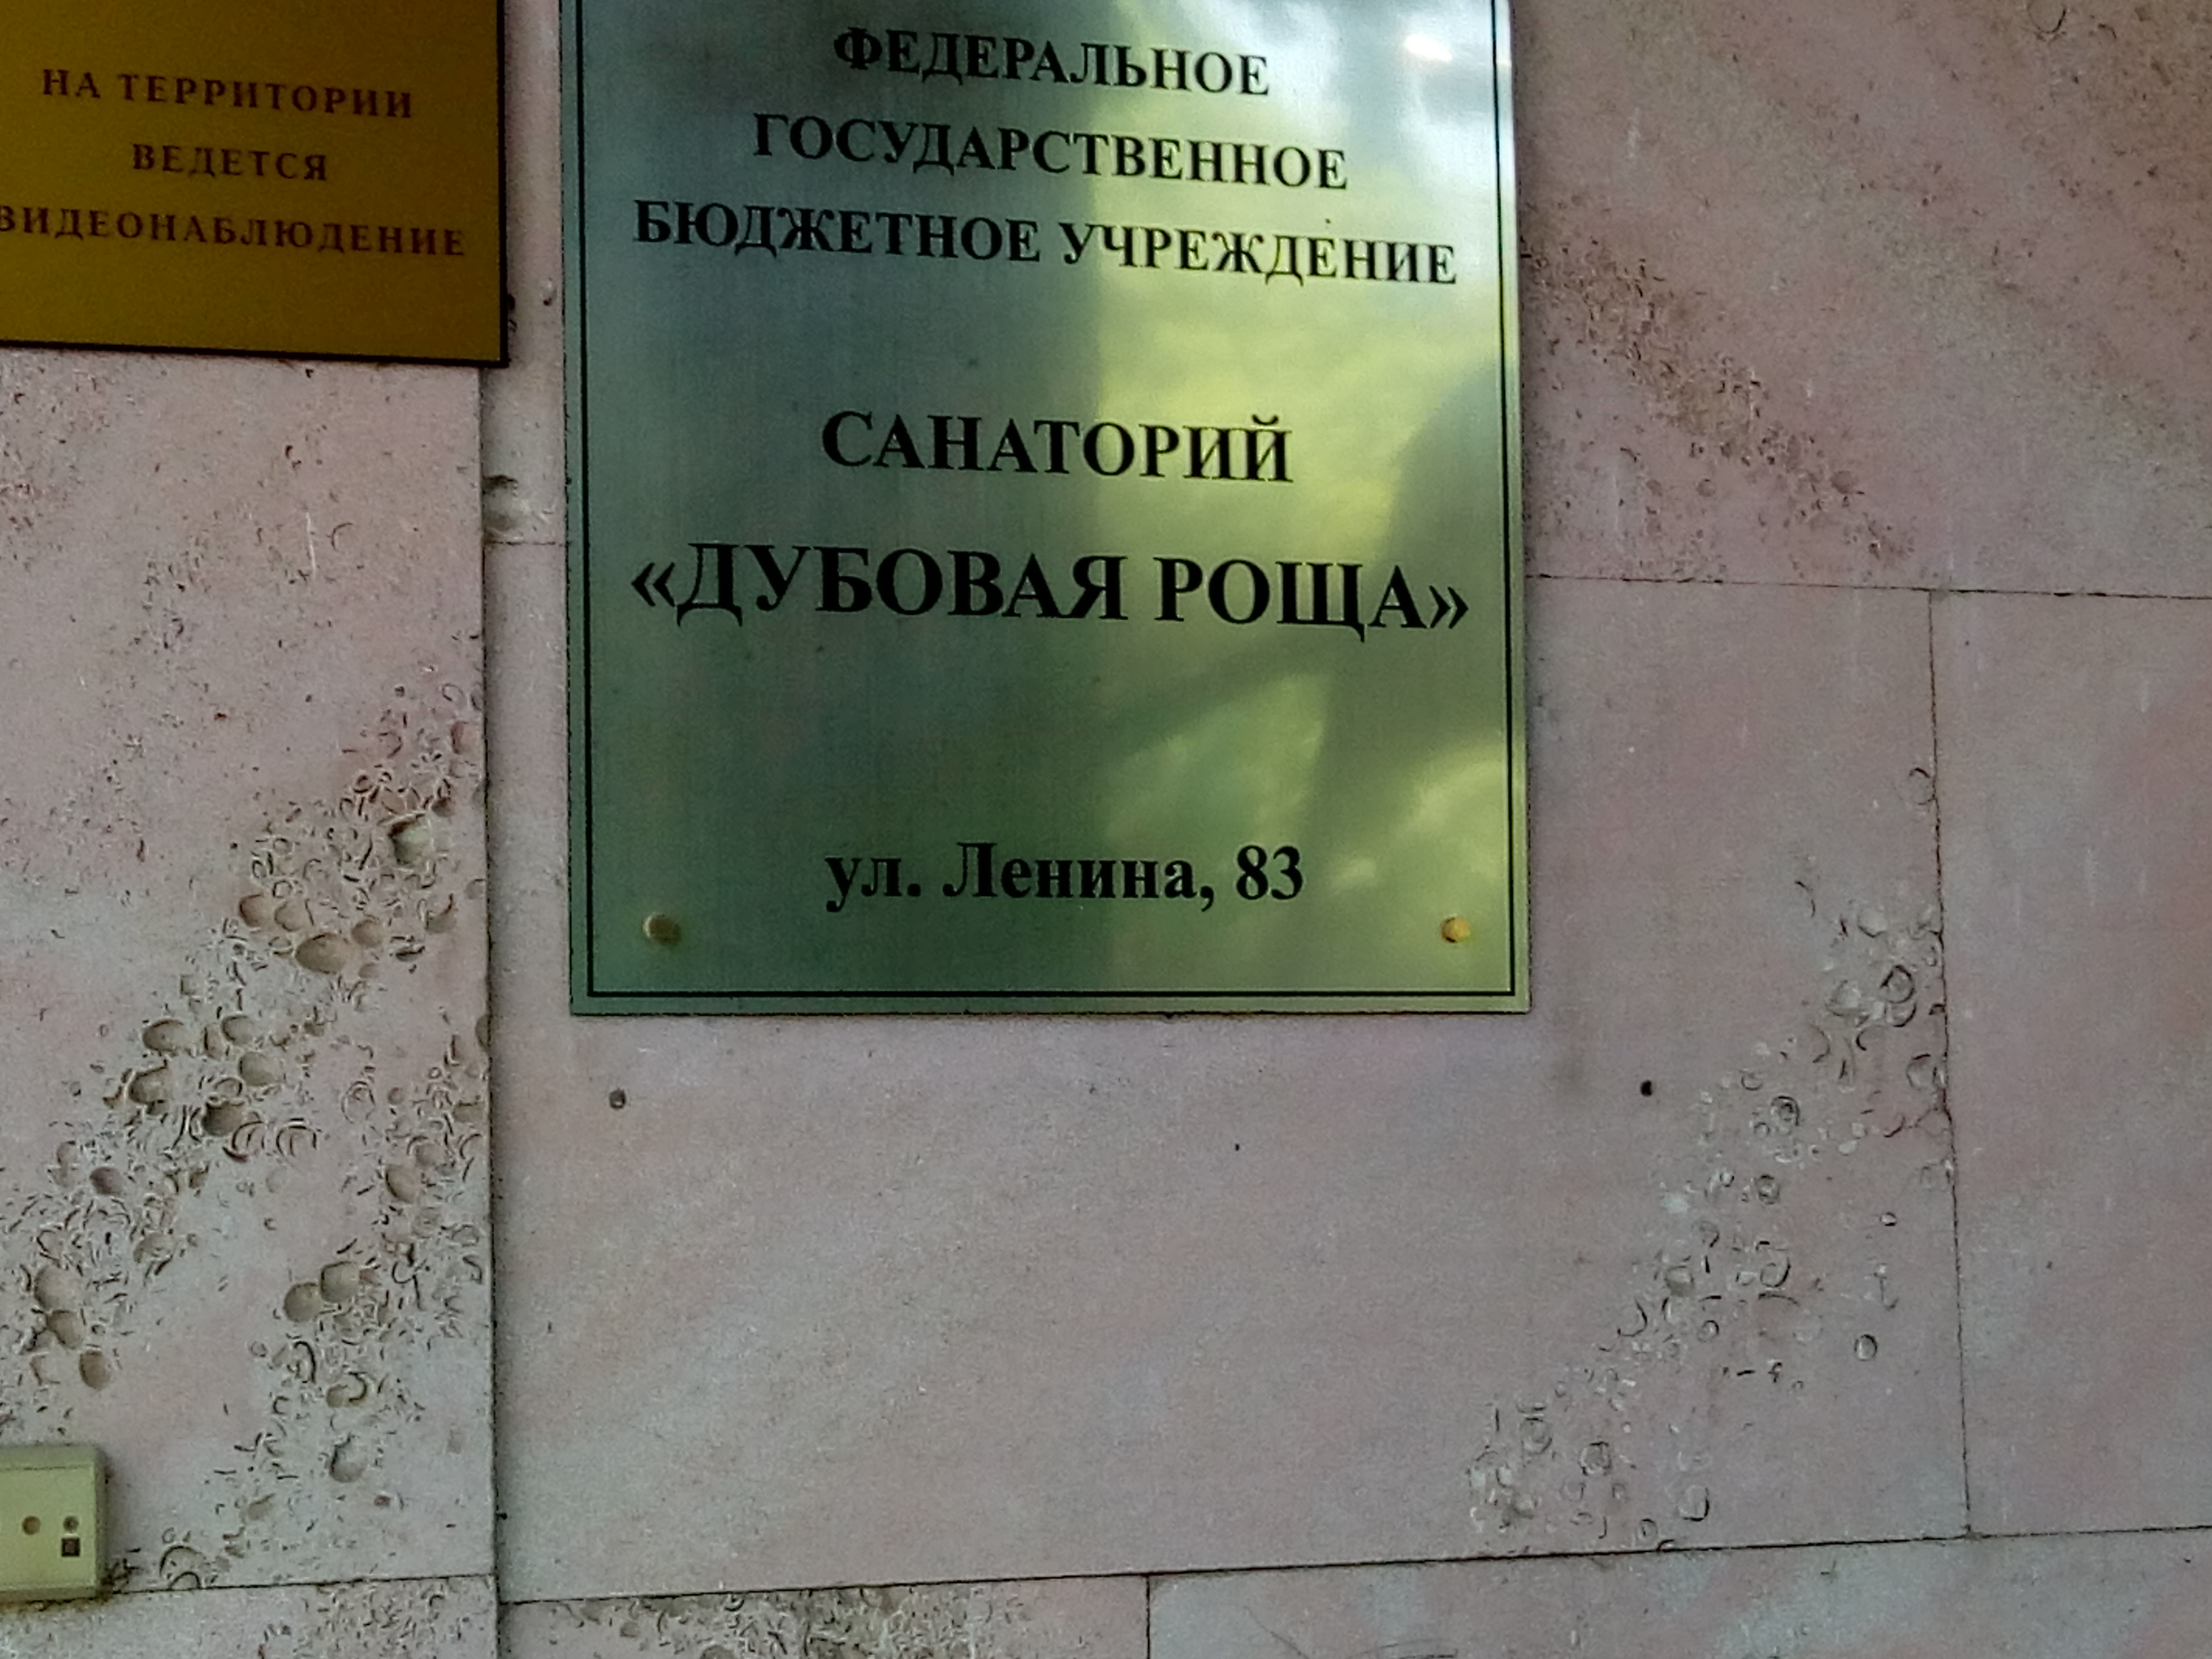 НА ТЕРРИТОРИИ
ВЕДЕТСЯ
ВИДЕОНАБЛЮДЕНИЕ
ФЕДЕРАЛЬНОЕ
ГОСУДАРСТВЕННОЕ
БЮДЖЕТНОЕ УЧРЕЖДЕНИЕ
САНАТОРИЙ
«ДУБОВАЯ РОЩА»
ул. Ленина, 83